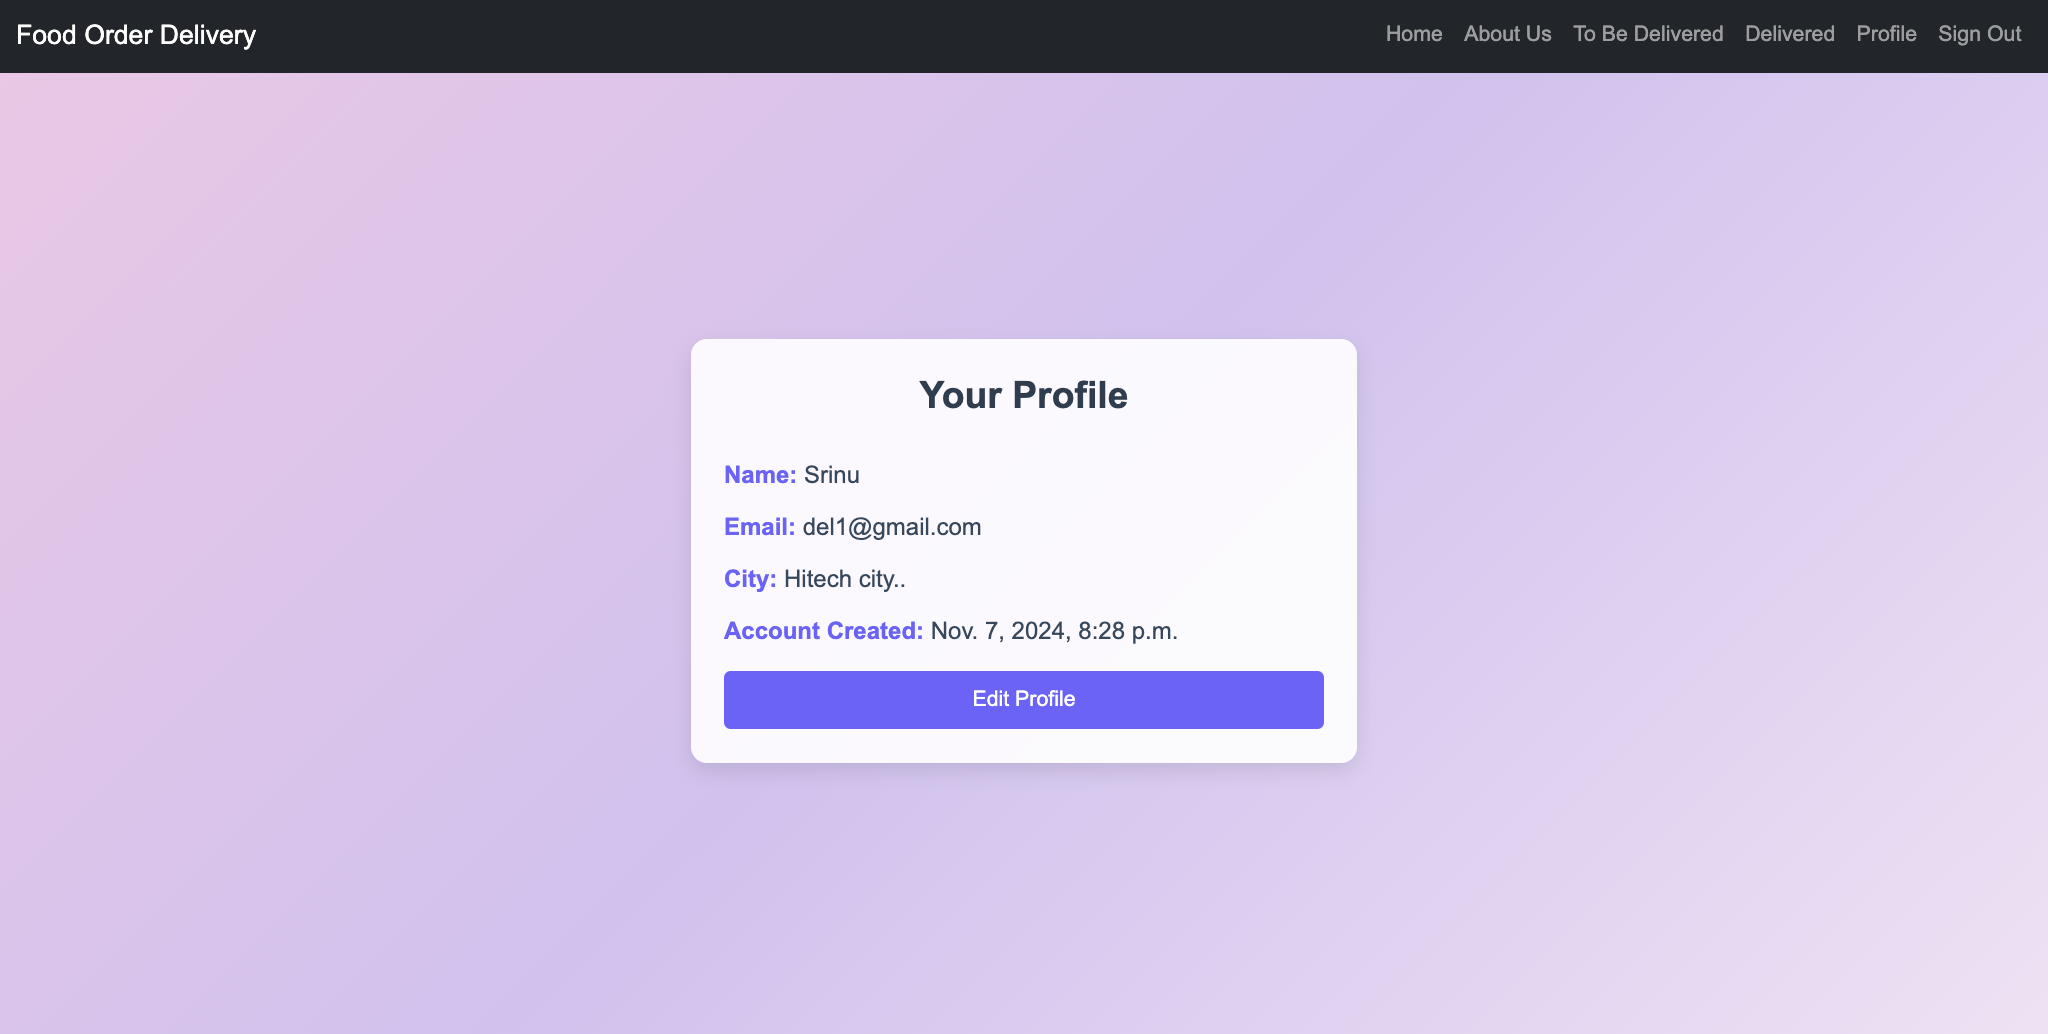 Food Order Delivery
Home About Us To Be Delivered Delivered Profile Sign Out
Your Profile
Name: Srinu
Email: del1@gmail.com
City: Hitech city..
Account Created: Nov. 7, 2024, 8:28 p.m.
Edit Profile